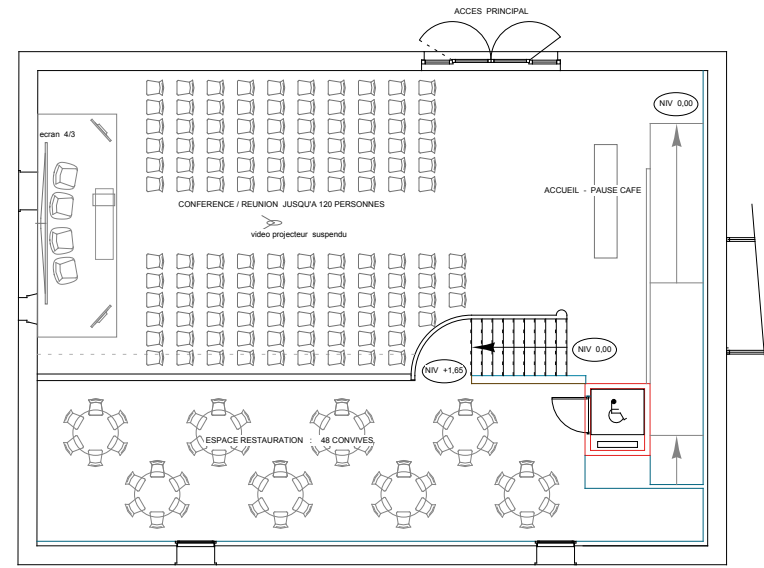 ACCES PRINCIPAL
NIV 0,00
ecran 4/3
ACCUEIL - PAUSE CAFE
CONFERENCE / REUNION JUSQU'A 120 PERSONNES
video projecteur suspendu
NIV 0,00
NIV +1,65
ESPACE RESTAURATION : 48 CONVIVES